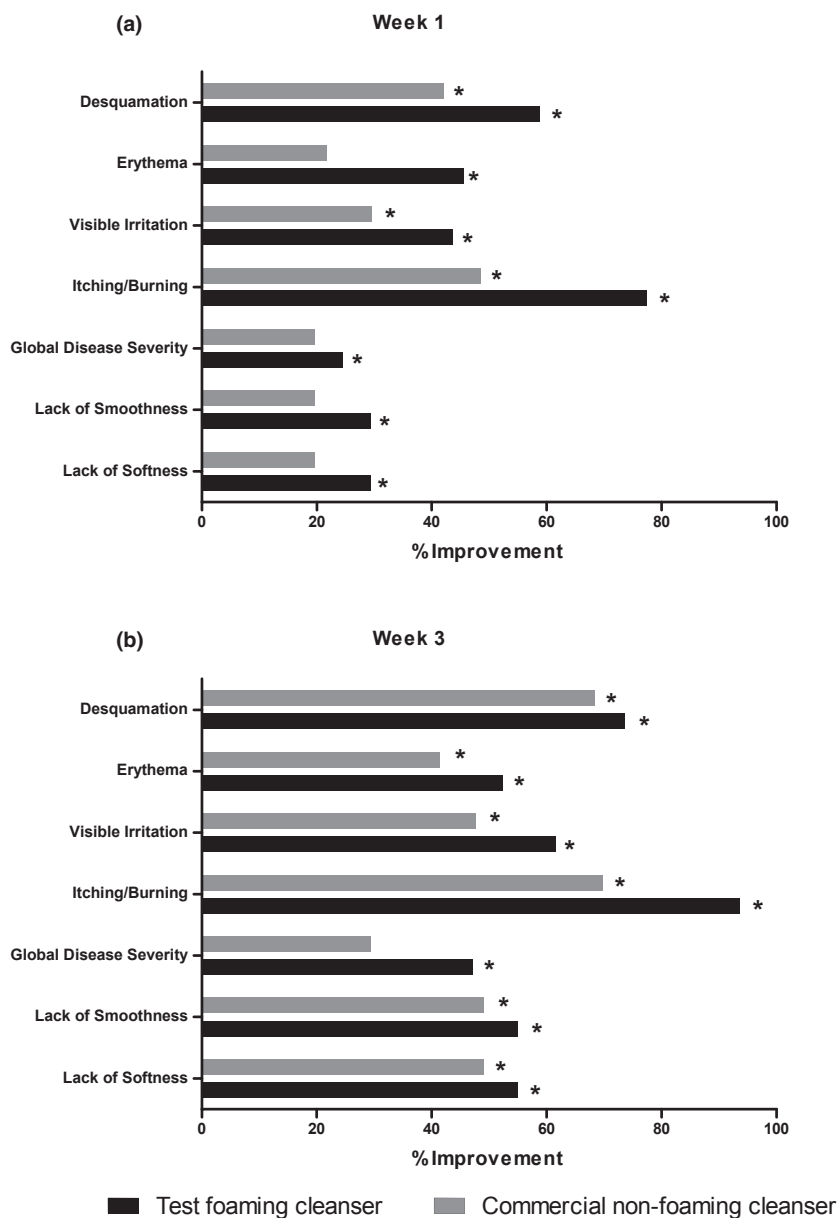 (a) Week 1
Desquamation *
*
Erythema
*
Visible Irritation *
*
Itching/Burning *
*
Global Disease Severity
*
Lack of Smoothness
*
Lack of Softness
*
0 20 40 60 80 100
% Improvement
(b) Week 3
Desquamation *
*
Erythema *
*
Visible Irritation *
*
Itching/Burning *
*
Global Disease Severity
*
Lack of Smoothness *
*
Lack of Softness *
*
0 20 40 60 80 100
% Improvement
Test foaming cleanser Commercial non-foaming cleanser